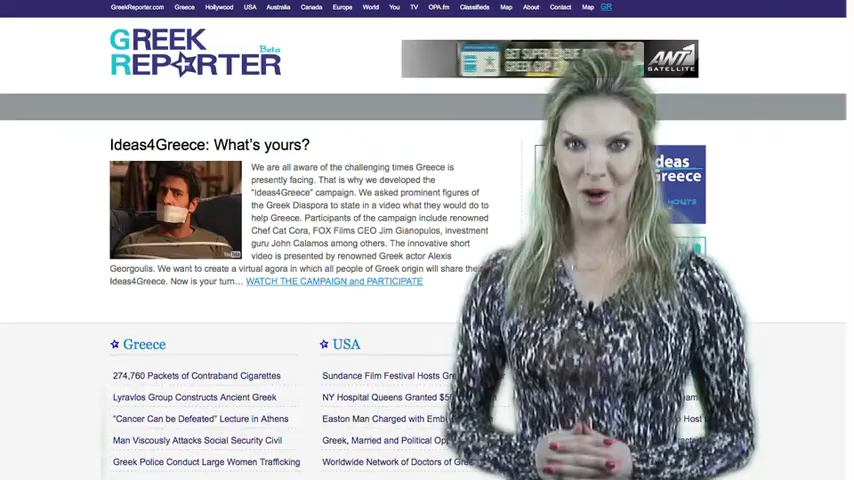 GreekReporter.com Greece Hollywood USA Australia Canada Europe World You TV OPA.fm Classifieds Map About Contact Map GR
GREEK
Beta
REPORTER
GET SUPERLEAGUE
GREEK CUP
ANT1
SATELLITE
Ideas4Greece: What's yours?
We are all aware of the challenging times Greece is
presently facing. That is why we developed the
"Ideas4Greece" campaign. We asked prominent figures of
the Greek Diaspora to state in a video what they would do to
help Greece. Participants of the campaign include renowned
Chef Cat Cora, FOX Films CEO Jim Gianopulos, investment
guru John Calamos among others. The innovative short
video is presented by renowned Greek actor Alexis
Georgoulis. We want to create a virtual agora in which all people of Greek origin will share the
Ideas4Greece. Now is your turn… WATCH THE CAMPAIGN and PARTICIPATE
deas
Greece
Greece
274,760 Packets of Contraband Cigarettes
Lyravlos Group Constructs Ancient Greek
"Cancer Can be Defeated" Lecture in Athens
Man Viscously Attacks Social Security Civil
Greek Police Conduct Large Women Trafficking
USA
Sundance Film Festival Hosts Gre
NY Hospital Queens Granted $5
Easton Man Charged with Emb
Greek, Married and Political Op
Worldwide Network of Doctors of Gre